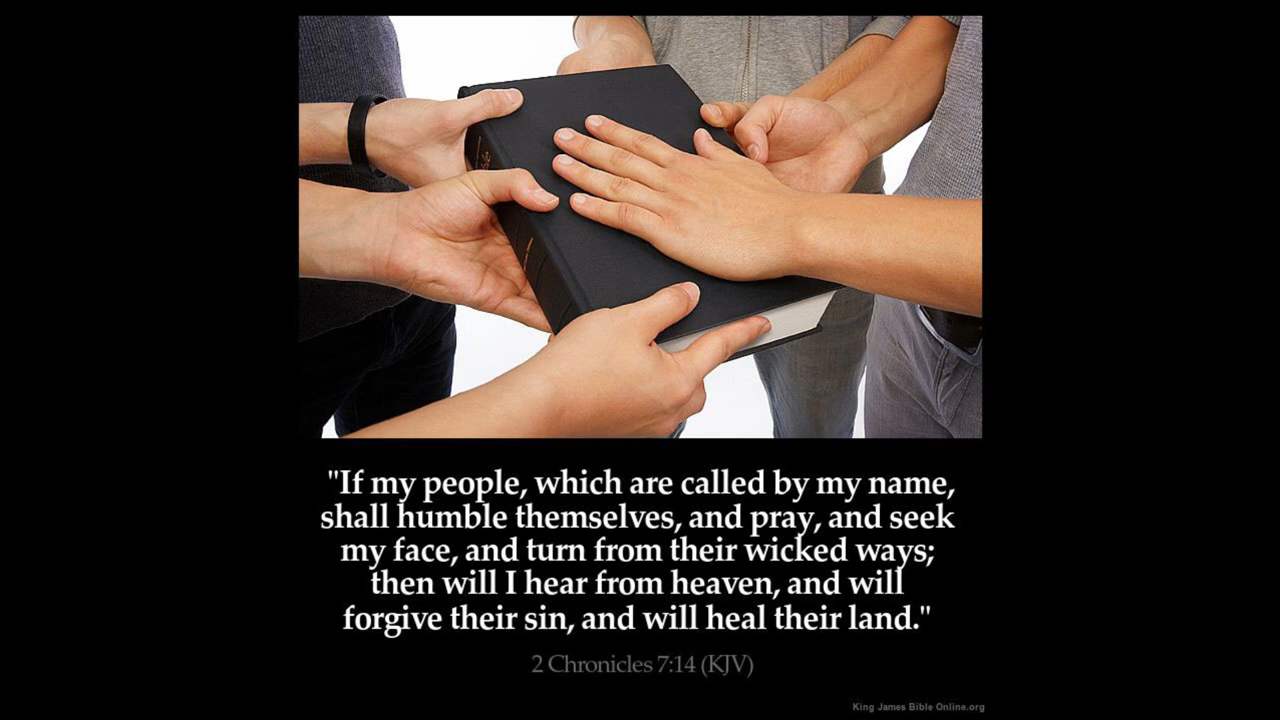 "If my people, which are called by my name,
shall humble themselves, and pray, and seek
my face, and turn from their wicked ways;
then will I hear from heaven, and will
forgive their sin, and will heal their land."
2 Chronicles 7:14 (KJV)
King James Bible Online.org